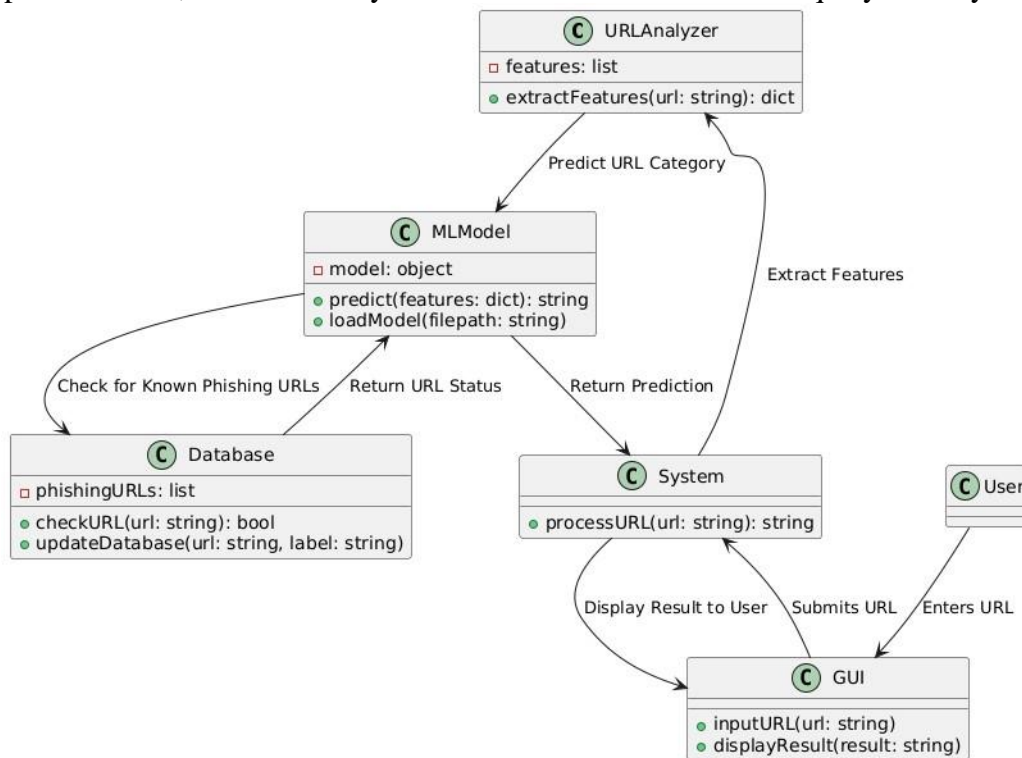 C URLAnalyzer
features: list
extractFeatures(url: string): dict
Predict URL Category
C MLModel
model: object
predict(features: dict): string
loadModel(filepath: string)
Extract Features
Check for Known Phishing URLs
Return URL Status
Return Prediction
C Database
phishingURLs: list
checkURL(url: string): bool
updateDatabase(url: string, label: string)
C System
processURL(url: string): string
C User
Display Result to User
Submits URL
Enters URL
C GUI
inputURL(url: string)
displayResult(result: string)